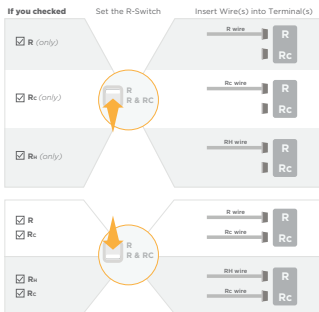 If you checked Set the R-Switch Insert Wire(s) into Terminal(s)
R (only)
R
R & RC
R wire
R
Rc
Rc (only)
Rc wire
R
Rc
RH (only)
RH wire
R
Rc
R
Rc
R
R & RC
R wire
Rc wire
R
Rc
RH
Rc
RH wire
Rc wire
R
Rc